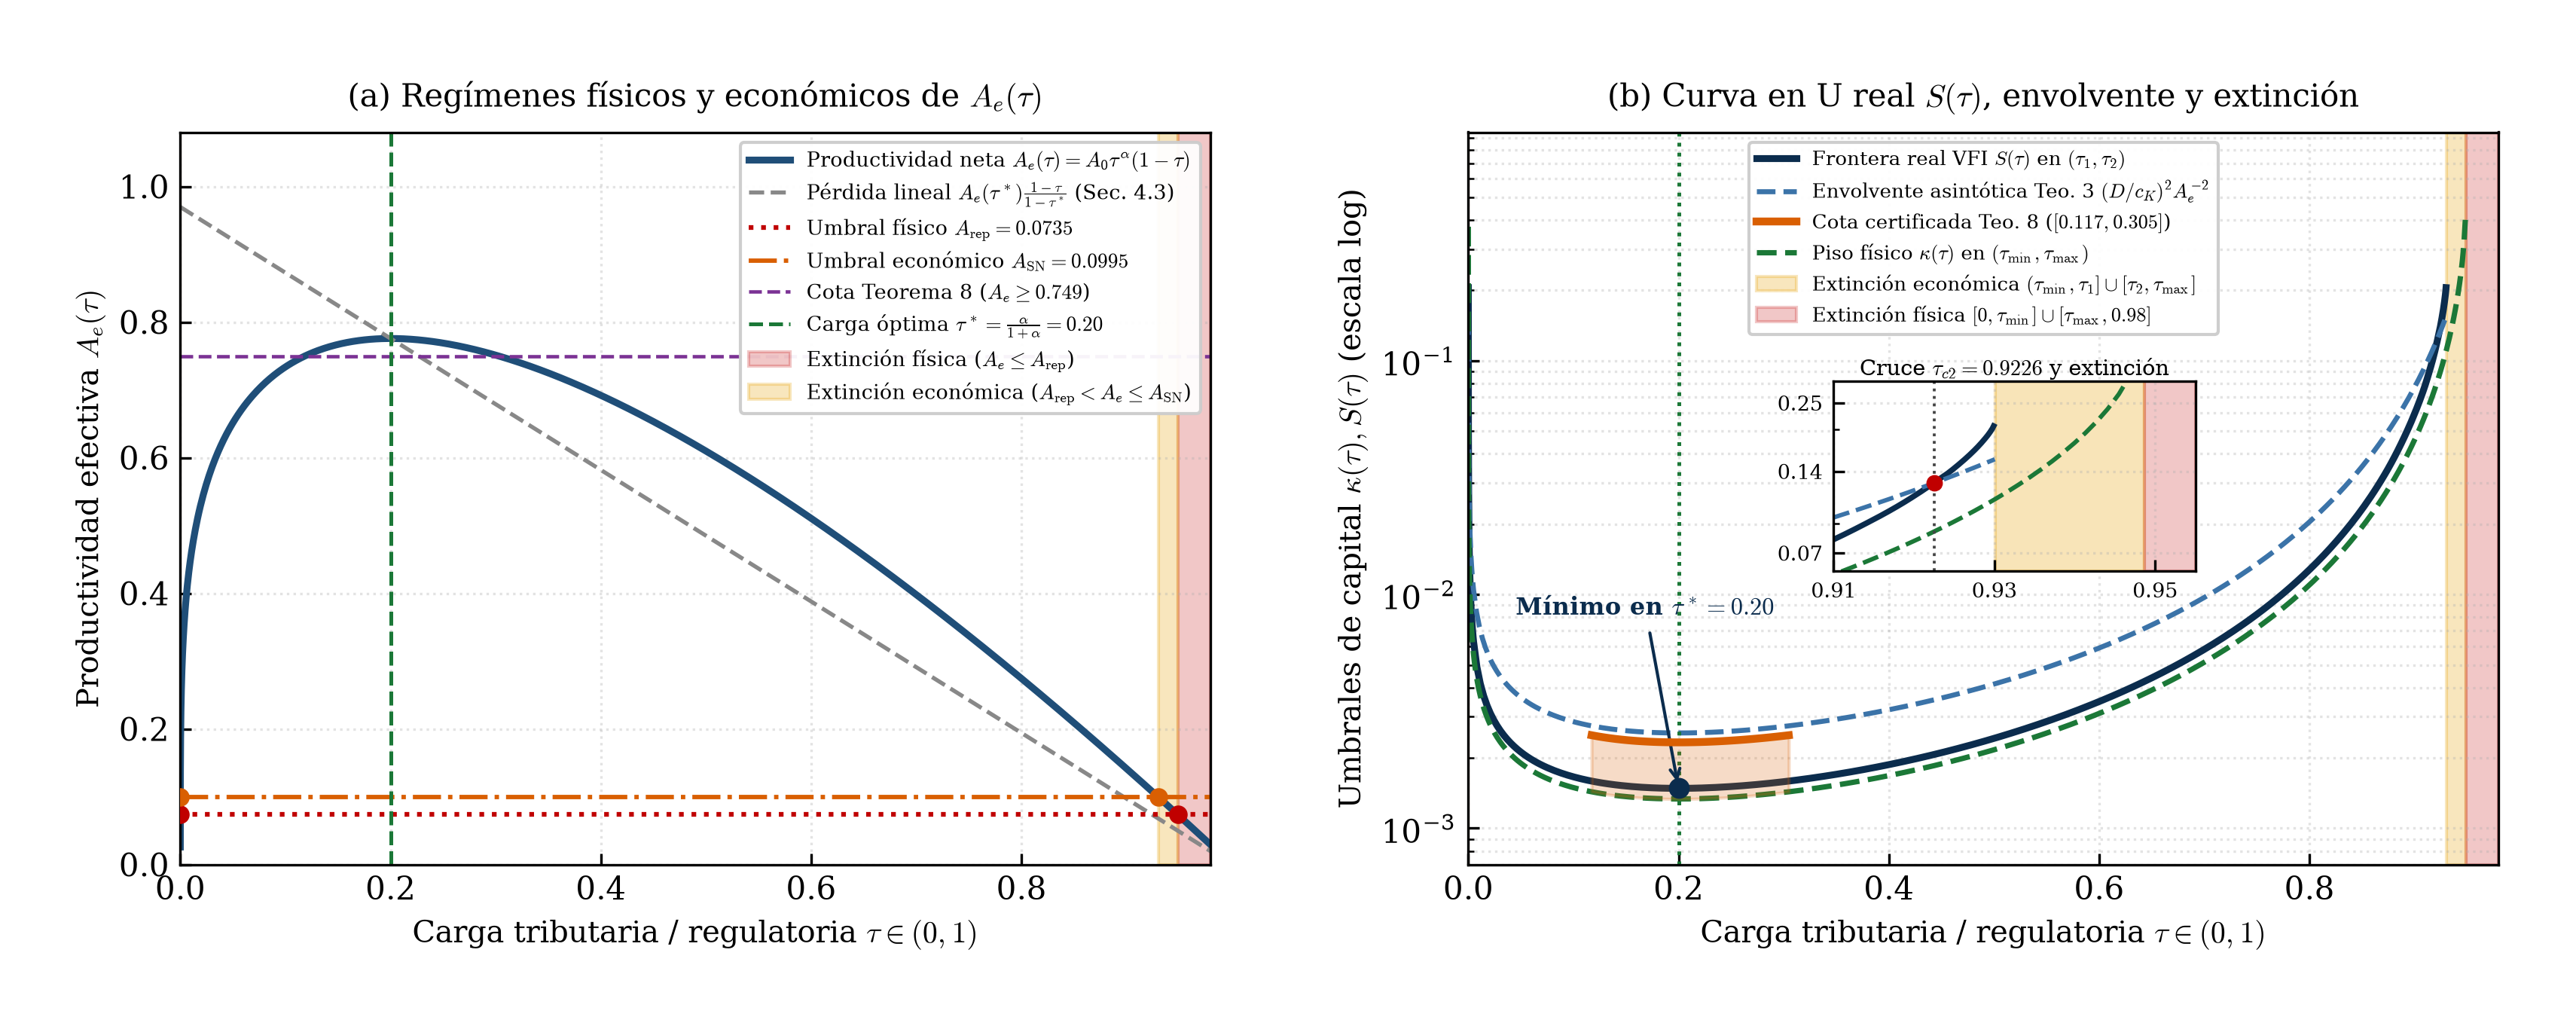 (a) Regímenes físicos y económicos de $A_e(\tau)$
Productividad efectiva $A_e(\tau)$
1.0
0.8
0.6
0.4
0.2
0.0
Productividad neta $A_e(\tau) = A_0\tau^{\alpha}(1-\tau)$
Pérdida lineal $A_e(\tau^*)\frac{1-\tau}{1-\tau^*}$ (Sec. 4.3)
Umbral físico $A_{\mathrm{rep}} = 0.0735$
Umbral económico $A_{\mathrm{SN}} = 0.0995$
Cota Teorema 8 ($A_e \geq 0.749$)
Carga óptima $\tau^* = \frac{\alpha}{1+\alpha} = 0.20$
Extinción física ($A_e \leq A_{\mathrm{rep}}$)
Extinción económica ($A_{\mathrm{rep}} < A_e \leq A_{\mathrm{SN}}$)
0.0 0.2 0.4 0.6 0.8
Carga tributaria / regulatoria $\tau \in (0, 1)$
(b) Curva en U real $S(\tau)$, envolvente y extinción
Umbrales de capital $\kappa(\tau), S(\tau)$ (escala log)
$10^{-1}$
$10^{-2}$
$10^{-3}$
Frontera real VFI $S(\tau)$ en $(\tau_1, \tau_2)$
Envolvente asintótica Teo. 3 $(D/c_K)^2 A_e^{-2}$
Cota certificada Teo. 8 ($[0.117, 0.305]$)
Piso físico $\kappa(\tau)$ en $(\tau_{\min}, \tau_{\max})$
Extinción económica $(\tau_{\min}, \tau_1] \cup [\tau_2, \tau_{\max}]$
Extinción física $[0, \tau_{\min}] \cup [\tau_{\max}, 0.98]$
Cruce $\tau_{c2} = 0.9226$ y extinción
0.25
0.14
0.07
0.91 0.93 0.95
Mínimo en $\tau^* = 0.20$
0.0 0.2 0.4 0.6 0.8
Carga tributaria / regulatoria $\tau \in (0, 1)$